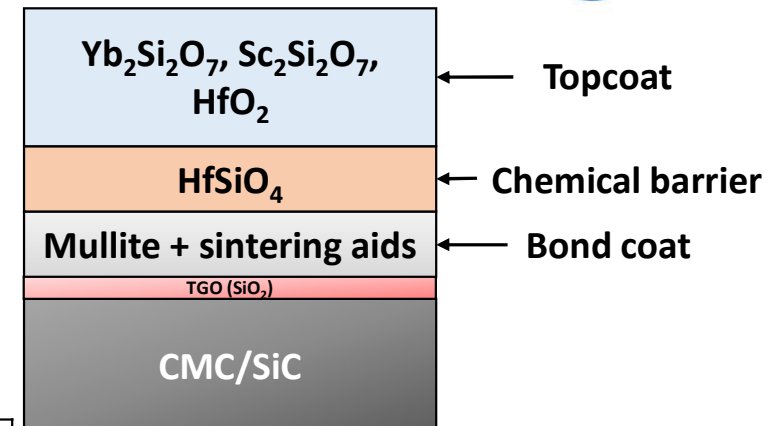 Yb₂Si₂O₇, Sc₂Si₂O₇,
HfO₂
Topcoat
HfSiO₄
Chemical barrier
Mullite + sintering aids
Bond coat
TGO (SiO₂)
CMC/SiC